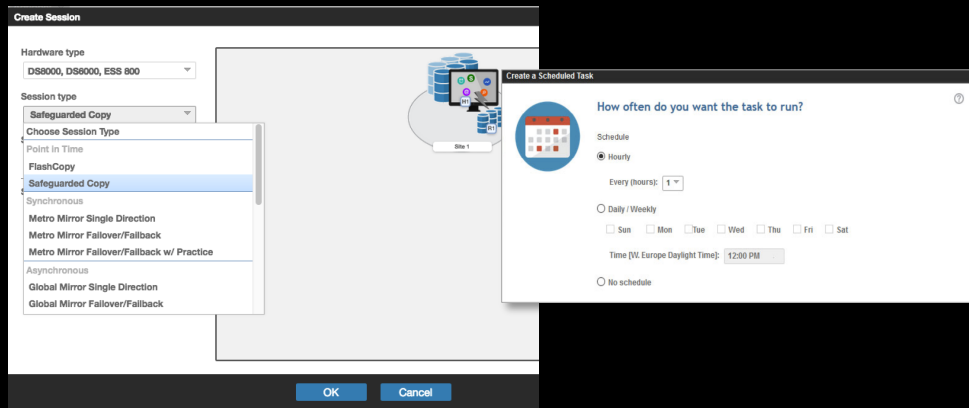 Create Session
Hardware type
DS8000, DS6000, ESS 800
Session type
Safeguarded Copy
Choose Session Type
Point in Time
FlashCopy
Safeguarded Copy
Synchronous
Metro Mirror Single Direction
Metro Mirror Failover/Failback
Metro Mirror Failover/Failback w/ Practice
Asynchronous
Global Mirror Single Direction
Global Mirror Failover/Failback
H1
R1
Site 1
OK Cancel
Create a Scheduled Task
How often do you want the task to run?
Schedule
Hourly
Every (hours): 1
Daily / Weekly
Sun Mon Tue Wed Thu Fri Sat
Time [W. Europe Daylight Time]: 12:00 PM
No schedule